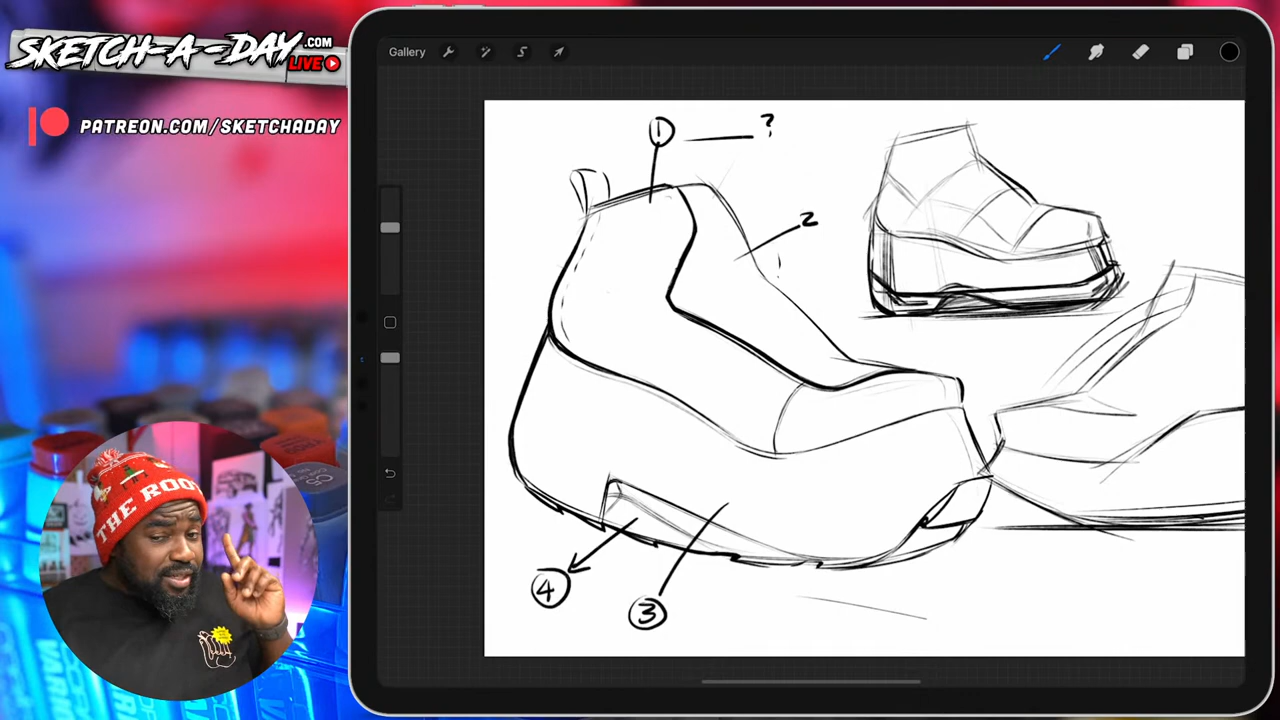 SKETCH-A-DAY.COM
LIVE
PATREON.COM/SKETCHADAY
Gallery
1 ?
2
4
3
THE ROO